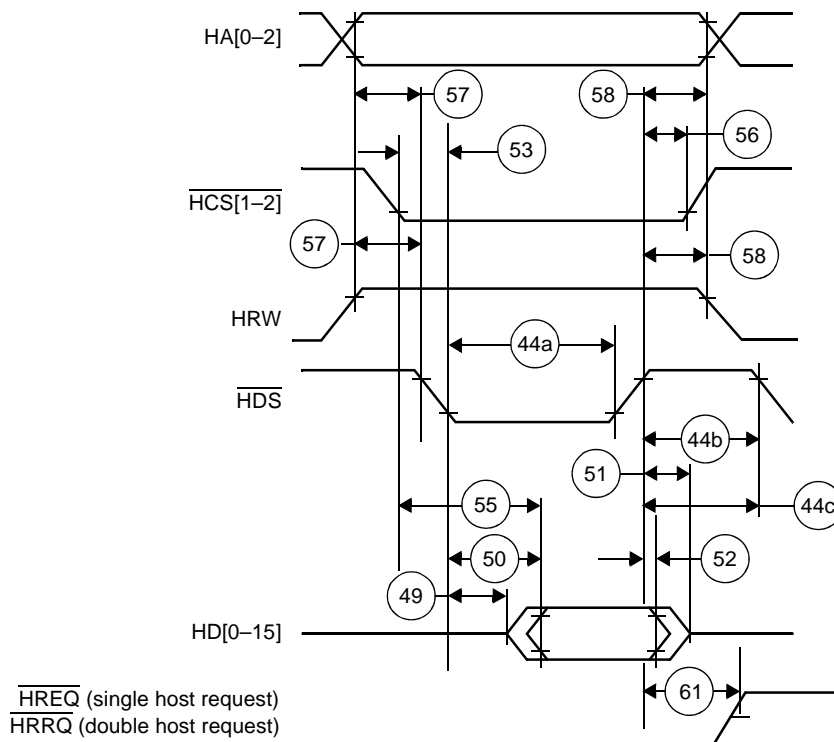 HA[0–2]
57
58
53
56
HCS[1–2]
57
58
HRW
44a
HDS
44b
51
55
44c
50
52
49
HD[0–15]
61
HREQ (single host request)
HRRQ (double host request)